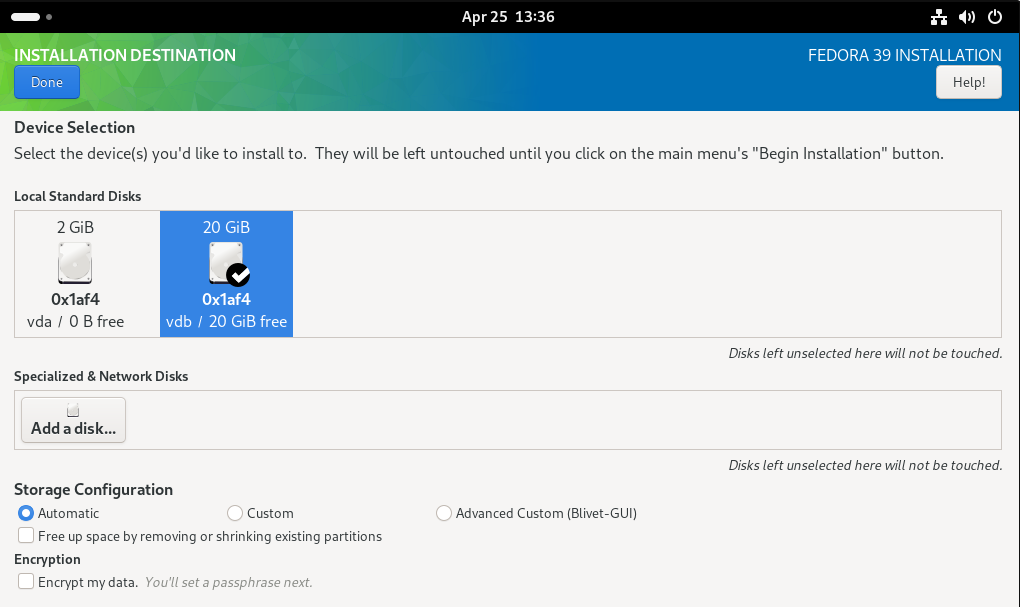 Apr 25 13:36
INSTALLATION DESTINATION
FEDORA 39 INSTALLATION
Done
Help!
Device Selection
Select the device(s) you'd like to install to. They will be left untouched until you click on the main menu's "Begin Installation" button.
Local Standard Disks
2 GiB
0x1af4
vda / 0 B free
20 GiB
0x1af4
vdb / 20 GiB free
Disks left unselected here will not be touched.
Specialized & Network Disks
Add a disk...
Disks left unselected here will not be touched.
Storage Configuration
Automatic
Custom
Advanced Custom (Blivet-GUI)
Free up space by removing or shrinking existing partitions
Encryption
Encrypt my data. You'll set a passphrase next.